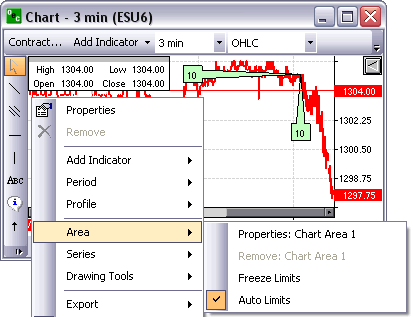 Chart - 3 min (ESU6)
Contract... Add Indicator 3 min OHLC
High 1304.00 Low 1304.00
Open 1304.00 Close 1304.00
10
10
1304.00
1302.25
1300.50
1298.75
1297.75
ABC
Properties
Remove
Add Indicator
Period
Profile
Area
Series
Drawing Tools
Export
Properties: Chart Area 1
Remove: Chart Area 1
Freeze Limits
Auto Limits